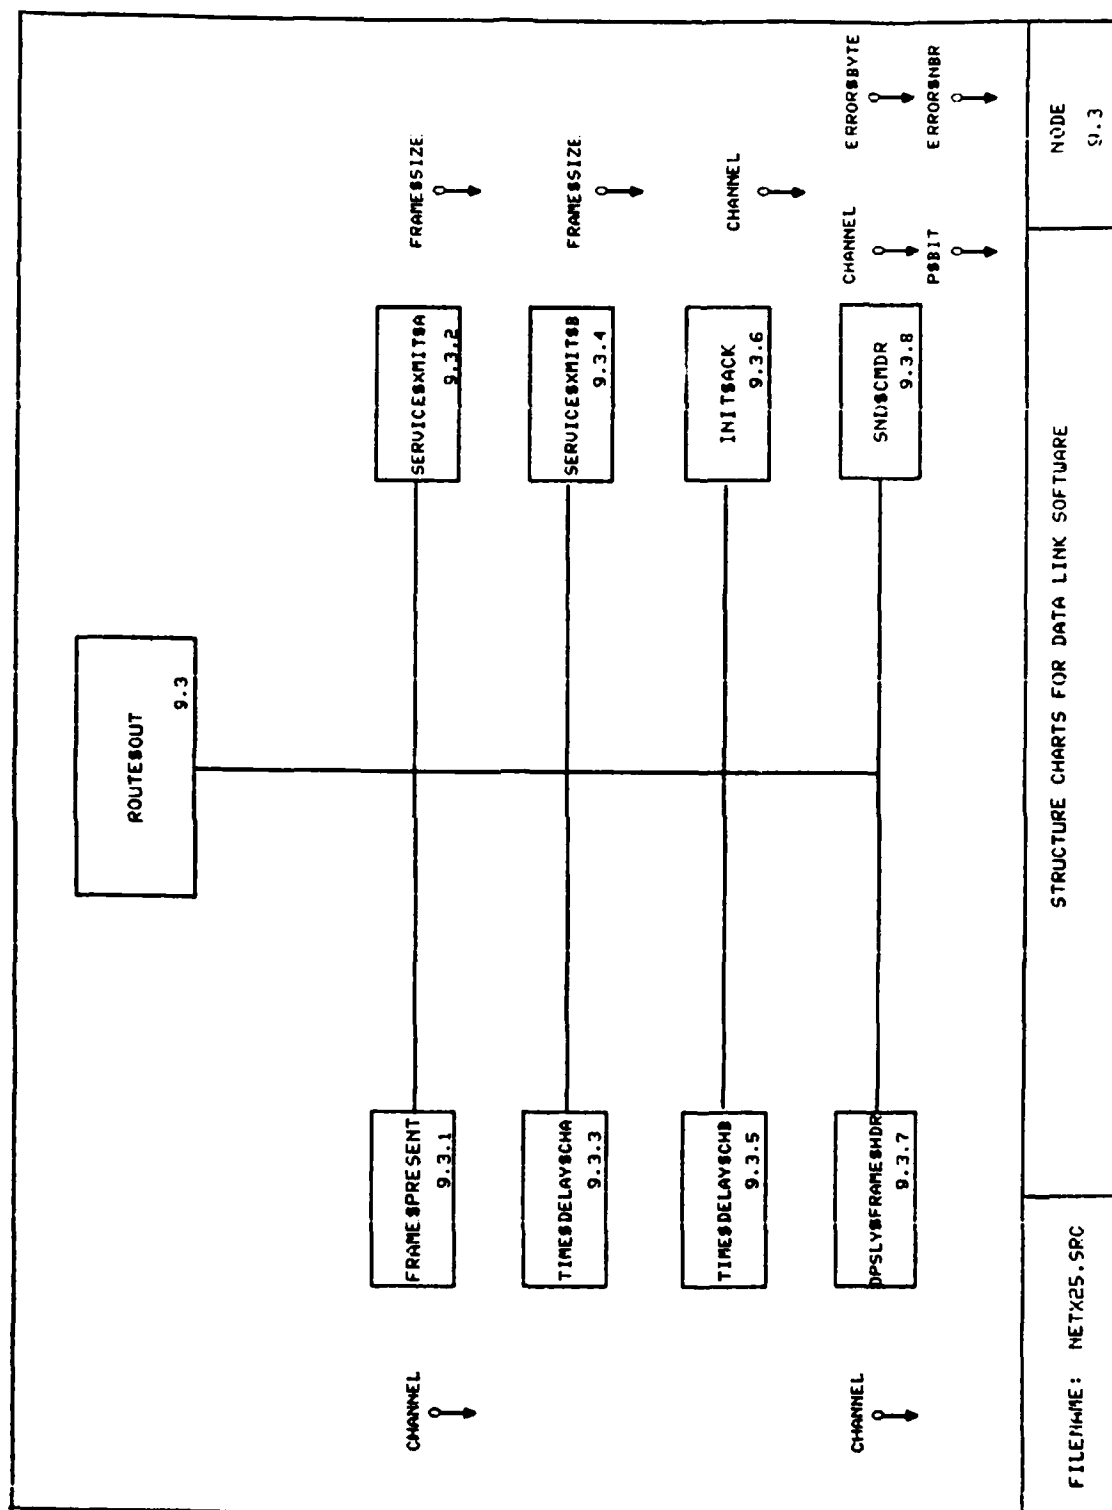 ROUTE$OUT
9.3
CHANNEL
FRAME$PRESENT
9.3.1
SERVICE$XMIT$A
9.3.2
FRAME$SIZE
TIME$DELAY$CHA
9.3.3
SERVICE$XMIT$B
9.3.4
FRAME$SIZE
TIME$DELAY$CHB
9.3.5
INIT$ACK
9.3.6
CHANNEL
CHANNEL
DPSLY$FRAME$HDR
9.3.7
SND$CMDR
9.3.8
CHANNEL
ERROR$BYTE
P$BIT
ERROR$NBR
FILENAME: NETX25.SRC
STRUCTURE CHARTS FOR DATA LINK SOFTWARE
NODE
9.3